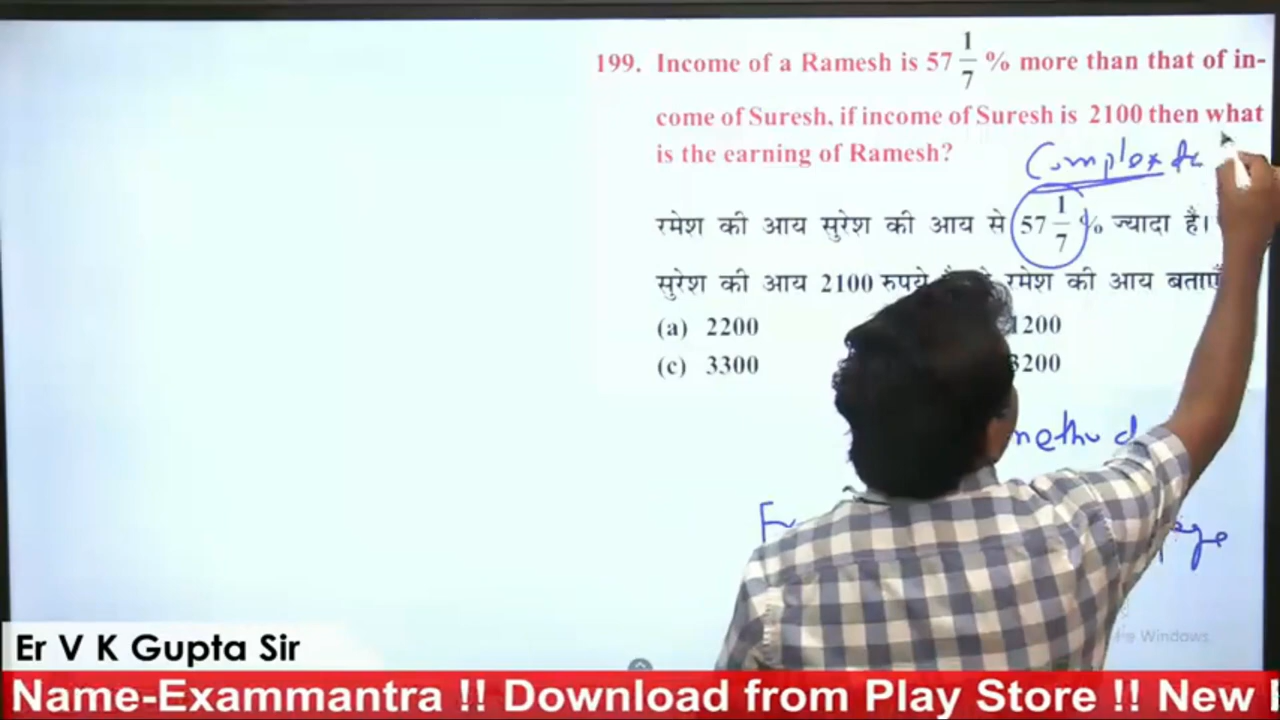 199. Income of a Ramesh is 57 1/7 % more than that of in-
come of Suresh, if income of Suresh is 2100 then what
is the earning of Ramesh?
Complex
रमेश की आय सुरेश की आय से 57 1/7 % ज्यादा है।
सुरेश की आय 2100 रुपये रमेश की आय बताएँ
(a) 2200 1200
(c) 3300 3200
method
Er V K Gupta Sir
Name-Exammantra !! Download from Play Store !! New